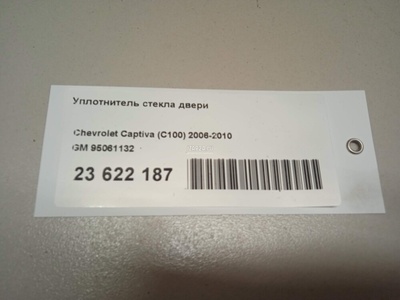 Уплотнитель стекла двери
Chevrolet Captiva (C100) 2006-2010
GM 95061132
23 622 187